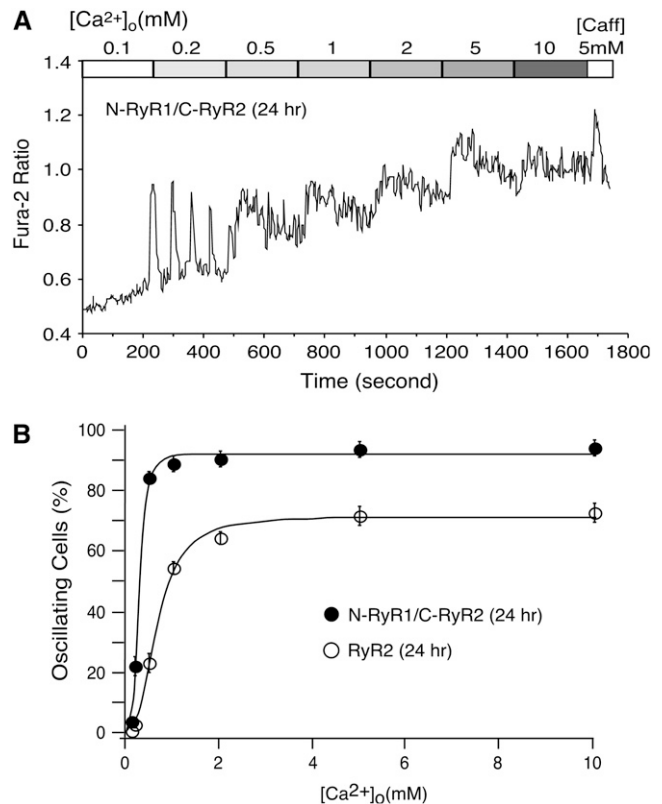 A
[Ca²⁺]ₒ(mM)
[Caff]
0.1 0.2 0.5 1 2 5 10 5mM
1.4
1.2
1.0
0.8
0.6
0.4
Fura-2 Ratio
N-RyR1/C-RyR2 (24 hr)
0 200 400 600 800 1000 1200 1400 1600 1800
Time (second)
B
100
80
60
40
20
0
Oscillating Cells (%)
N-RyR1/C-RyR2 (24 hr)
RyR2 (24 hr)
0 2 4 6 8 10
[Ca²⁺]ₒ(mM)